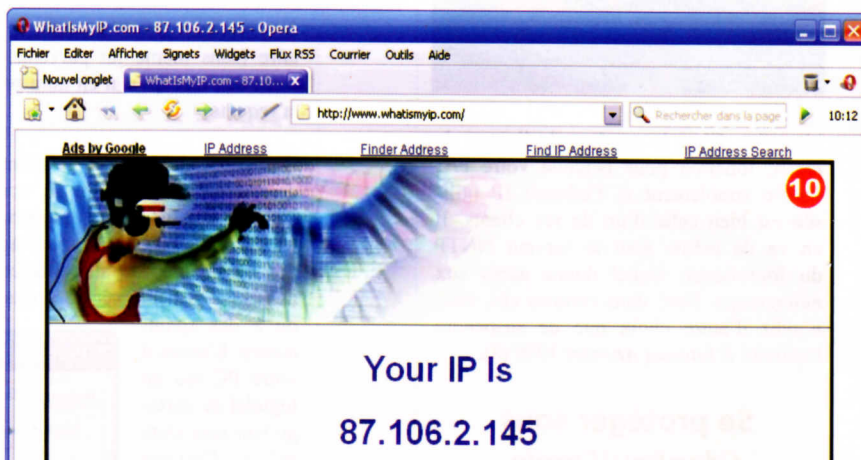 WhatIsMyIP.com - 87.106.2.145 - Opera
Fichier Editer Afficher Signets Widgets Flux RSS Courrier Outils Aide
Nouvel onglet WhatIsMyIP.com - 87.10... X
http://www.whatismyip.com/ Rechercher dans la page 10:12
Ads by Google IP Address Finder Address Find IP Address IP Address Search
10
Your IP Is
87.106.2.145